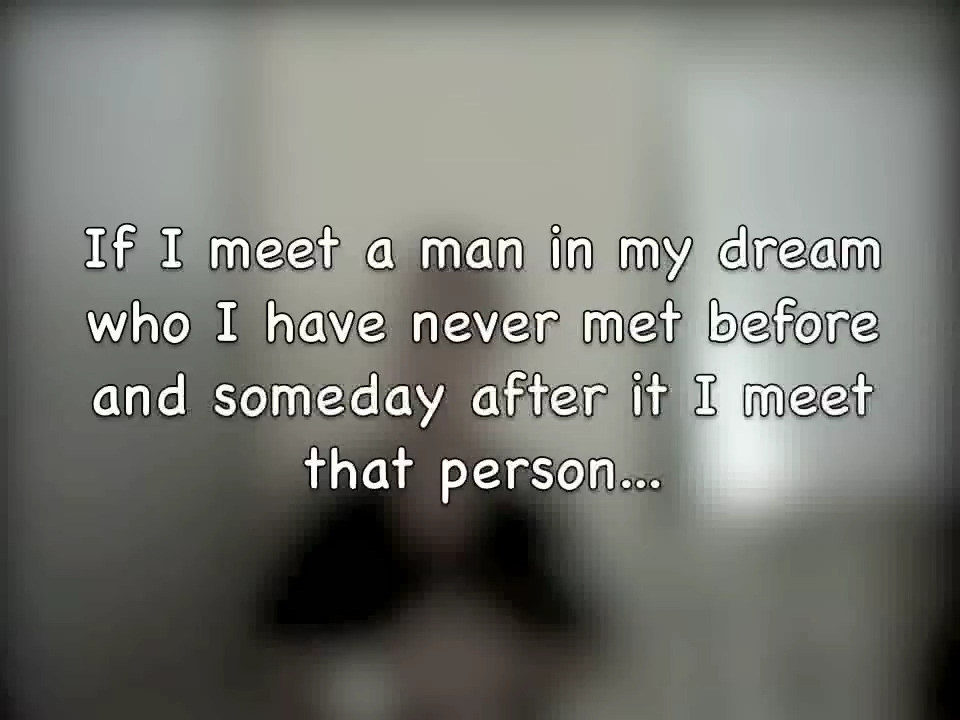 If I meet a man in my dream
who I have never met before
and someday after it I meet
that person...